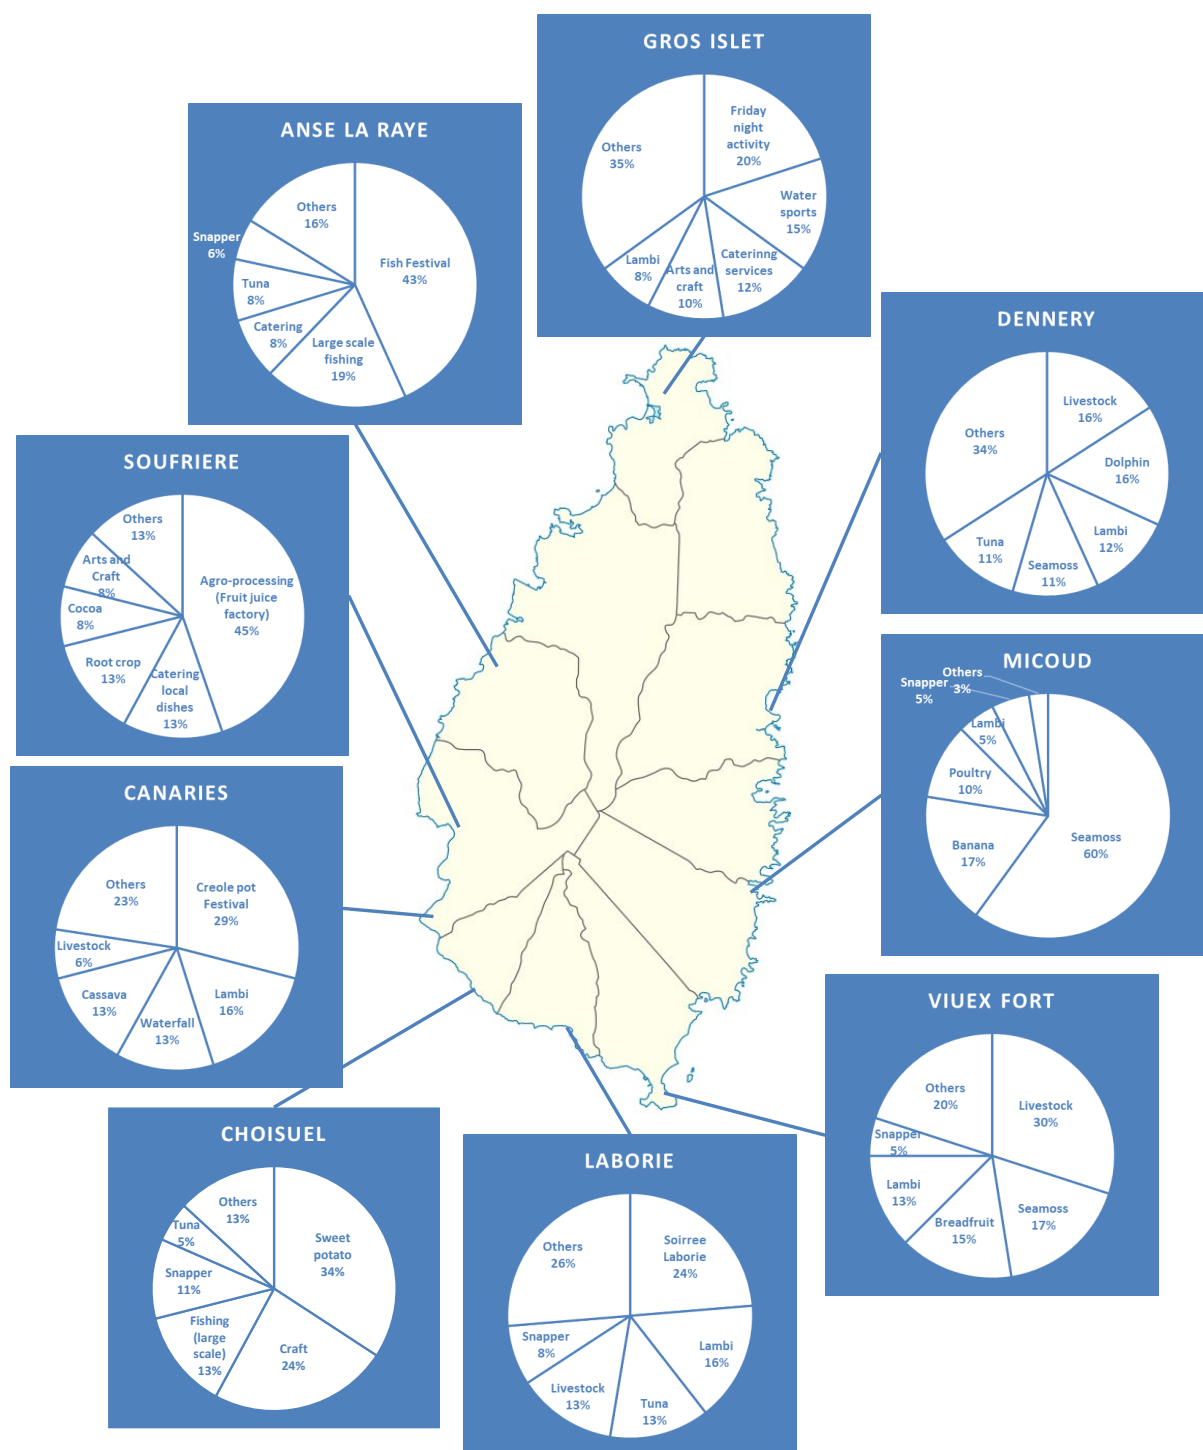 GROS ISLET
Friday
night
activity
20%
Water
sports
15%
Caterinng
services
12%
Arts and
craft
10%
Lambi
8%
Others
35%
ANSE LA RAYE
Fish Festival
43%
Large scale
fishing
19%
Catering
8%
Tuna
8%
Snapper
6%
Others
16%
DENNERY
Livestock
16%
Dolphin
16%
Lambi
12%
Seamoss
11%
Tuna
11%
Others
34%
SOUFRIERE
Agro-processing
(Fruit juice
factory)
45%
Catering
local
dishes
13%
Root crop
13%
Cocoa
8%
Arts and
Craft
8%
Others
13%
MICOUD
Seamoss
60%
Banana
17%
Poultry
10%
Lambi
5%
Snapper
5%
Others
3%
CANARIES
Creole pot
Festival
29%
Lambi
16%
Waterfall
13%
Cassava
13%
Livestock
6%
Others
23%
VIUEX FORT
Livestock
30%
Seamoss
17%
Breadfruit
15%
Lambi
13%
Snapper
5%
Others
20%
CHOISUEL
Sweet
potato
34%
Craft
24%
Fishing
(large
scale)
13%
Snapper
11%
Tuna
5%
Others
13%
LABORIE
Soirree
Laborie
24%
Lambi
16%
Tuna
13%
Livestock
13%
Snapper
8%
Others
26%